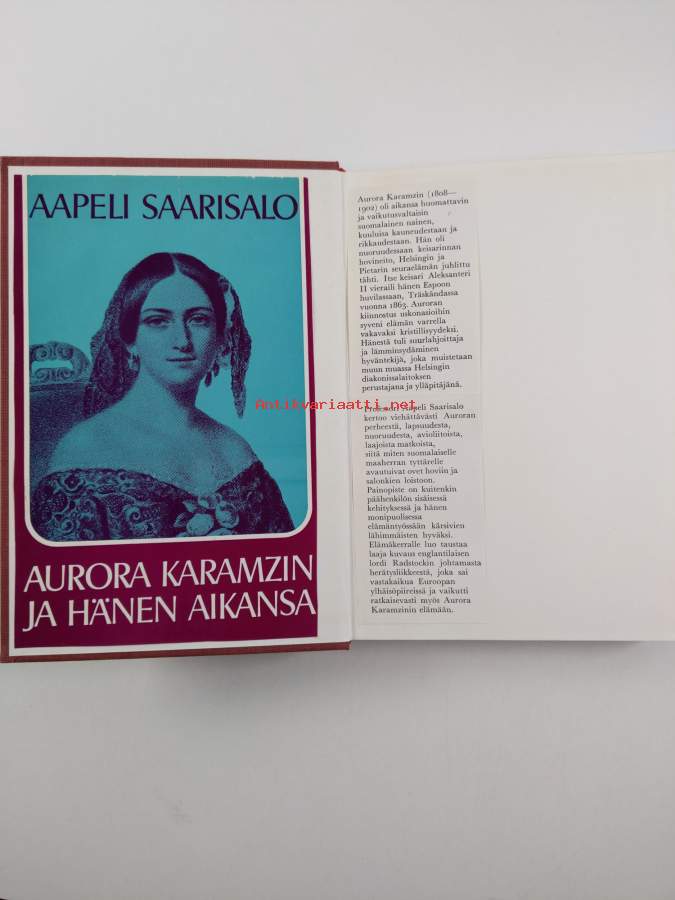 AAPELI SAARISALO
AURORA KARAMZIN
JA HÄNEN AIKANSA
Aurora Karamzin (1808—
1902) oli aikansa huomattavin
ja vaikutusvaltaisin
suomalainen nainen,
kuuluisa kauneudestaan ja
rikkaudestaan. Hän oli
nuoruudessaan keisarinnan
hovineito, Helsingin ja
Pietarin seuraelämän juhlittu
tähti. Itse keisari Aleksanteri
II vieraili hänen Espoon
huvilassaan, Träskändassa
vuonna 1863. Auroran
kiinnostus uskonasioihin
syveni elämän varrella
vakavaksi kristillisyydeksi.
Hänestä tuli suurlahjoittaja
ja lämminsydäminen
hyväntekijä, joka muistetaan
muun muassa Helsingin
diakonissalaitoksen
perustajana ja ylläpitäjänä.
Antikvariaatti.net
Professori Aapeli Saarisalo
kertoo viehättävästi Auroran
perheestä, lapsuudesta,
nuoruudesta, avioliitoista,
laajoista matkoista,
siitä miten suomalaiselle
maaherran tyttärelle
avautuivat ovet hoviin ja
salonkien loistoon.
Painopiste on kuitenkin
päähenkilön sisäisessä
kehityksessä ja hänen
monipuolisessa
elämäntyössään kärsivien
lähimmäisten hyväksi.
Elämäkerralle luo taustaa
laaja kuvaus englantilaisen
lordi Radstockin johtamasta
herätysliikkeestä, joka sai
vastakaikua Euroopan
ylhäisöpiireissä ja vaikutti
ratkaisevasti myös Aurora
Karamzinin elämään.